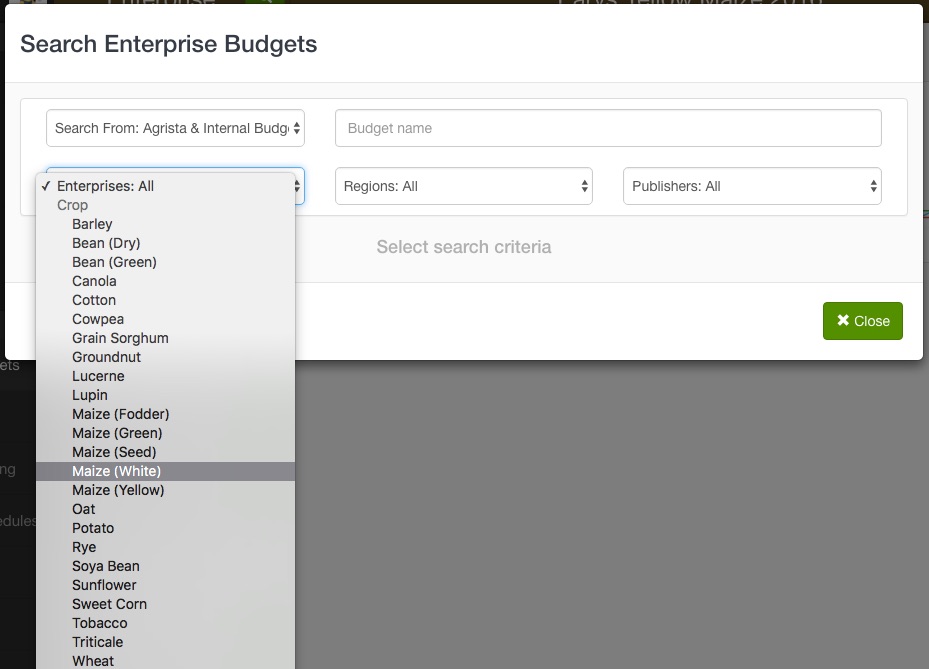 Enterprise
Search Enterprise Budgets
Search From: Agrista & Internal Budg
Budget name
Enterprises: All
Regions: All
Publishers: All
Crop
Barley
Bean (Dry)
Bean (Green)
Select search criteria
Canola
Cotton
Cowpea
Close
Grain Sorghum
Groundnut
ets
Lucerne
Lupin
Maize (Fodder)
Maize (Green)
Maize (Seed)
ng
Maize (White)
Maize (Yellow)
Oat
edules
Potato
Rye
Soya Bean
Sunflower
Sweet Corn
Tobacco
Triticale
Wheat